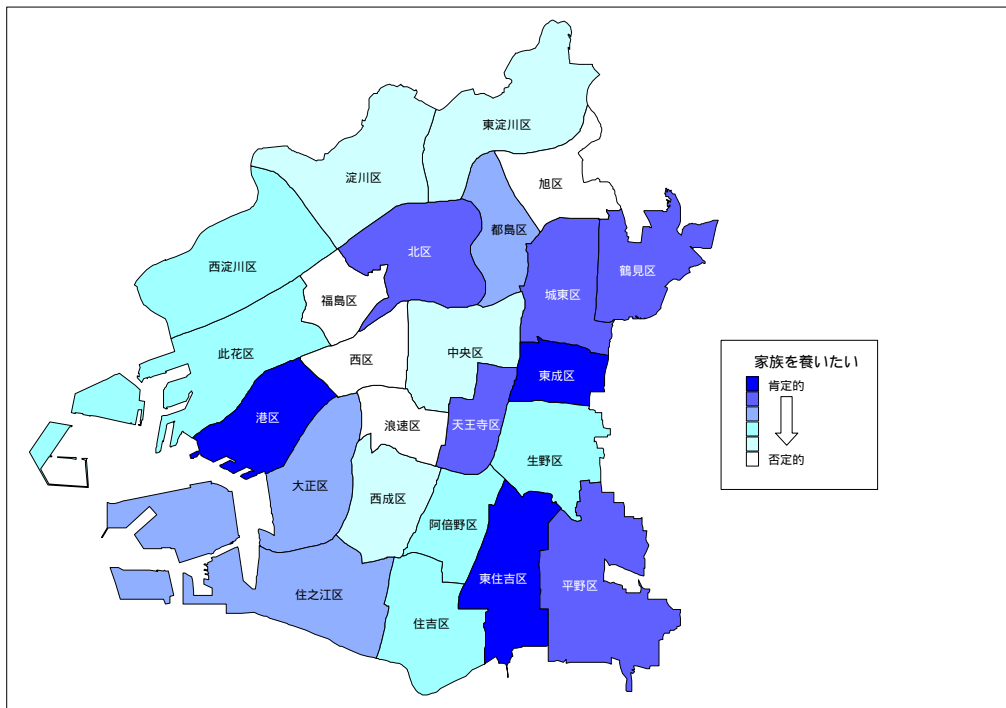 東淀川区
淀川区
旭区
都島区
北区
西淀川区
鶴見区
城東区
福島区
此花区
西区
中央区
東成区
港区
浪速区
天王寺区
生野区
大正区
西成区
阿倍野区
東住吉区
平野区
住之江区
住吉区
家族を養いたい
肯定的
否定的